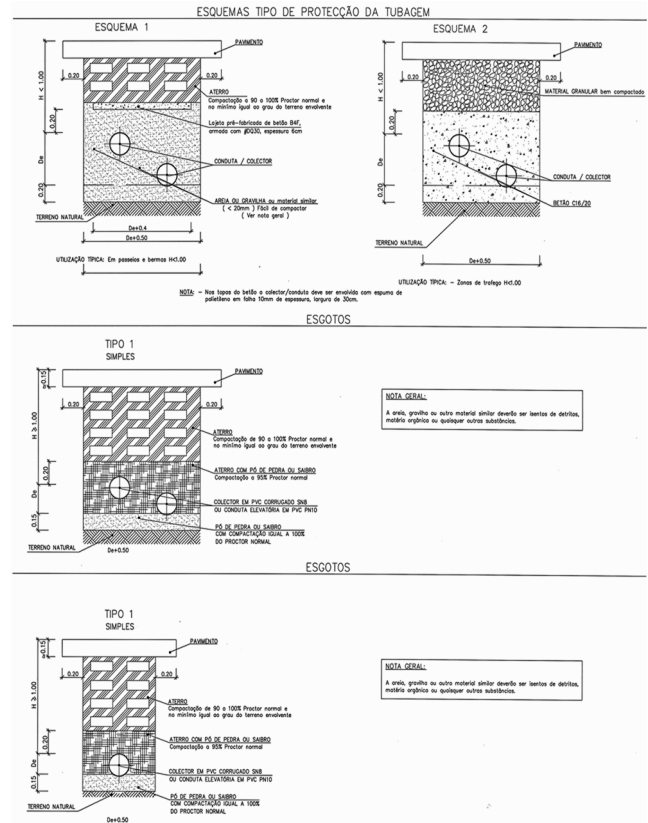 ESQUEMAS TIPO DE PROTECÇÃO DA TUBAGEM
ESQUEMA 1
PAVIMENTO
H < 1.00
0.20
0.20
ATERRO
Compactação a 90 a 100% Proctor normal e
no mínimo igual ao grau do terreno envolvente
Lajeta pré-fabricada de betão B4F,
armada com #DQ30, espessura 6cm
0.20
De
CONDUTA / COLECTOR
0.20
AREIA OU GRAVILHA ou material similar
( < 20mm ) Fácil de compactar
( Ver nota geral )
TERRENO NATURAL
De+0.4
De+0.50
UTILIZAÇÃO TÍPICA: Em passeios e bermas H<1.00
ESQUEMA 2
PAVIMENTO
H < 1.00
0.20
0.20
MATERIAL GRANULAR bem compactado
0.20
De
CONDUTA / COLECTOR
0.20
BETÃO C16/20
TERRENO NATURAL
De+0.50
UTILIZAÇÃO TÍPICA: - Zonas de trafego H<1.00
NOTA: - Nos topos do betão o colector/conduta deve ser envolvido com espuma de
polietileno em folha 10mm de espessura, largura de 30cm.
ESGOTOS
TIPO 1
SIMPLES
PAVIMENTO
0.15
0.20
0.20
H ⩾ 1.00
ATERRO
Compactação de 90 a 100% Proctor normal e
no mínimo igual ao grau do terreno envolvente
0.20
ATERRO COM PÓ DE PEDRA OU SAIBRO
Compactação a 95% Proctor normal
De
COLECTOR EM PVC CORRUGADO SN8
OU CONDUTA ELEVATÓRIA EM PVC PN10
0.15
PÓ DE PEDRA OU SAIBRO
COM COMPACTAÇÃO IGUAL A 100%
DO PROCTOR NORMAL
TERRENO NATURAL
De+0.50
NOTA GERAL:
A areia, gravilha ou outro material similar deverão ser isentos de detritos,
matéria orgânica ou quaisquer outras substâncias.
ESGOTOS
TIPO 1
SIMPLES
PAVIMENTO
0.15
0.20
0.20
H ⩾ 1.00
ATERRO
Compactação de 90 a 100% Proctor normal e
no mínimo igual ao grau do terreno envolvente
0.20
ATERRO COM PÓ DE PEDRA OU SAIBRO
Compactação a 95% Proctor normal
De
COLECTOR EM PVC CORRUGADO SN8
OU CONDUTA ELEVATÓRIA EM PVC PN10
0.15
PÓ DE PEDRA OU SAIBRO
COM COMPACTAÇÃO IGUAL A 100%
DO PROCTOR NORMAL
TERRENO NATURAL
De+0.50
NOTA GERAL:
A areia, gravilha ou outro material similar deverão ser isentos de detritos,
matéria orgânica ou quaisquer outras substâncias.